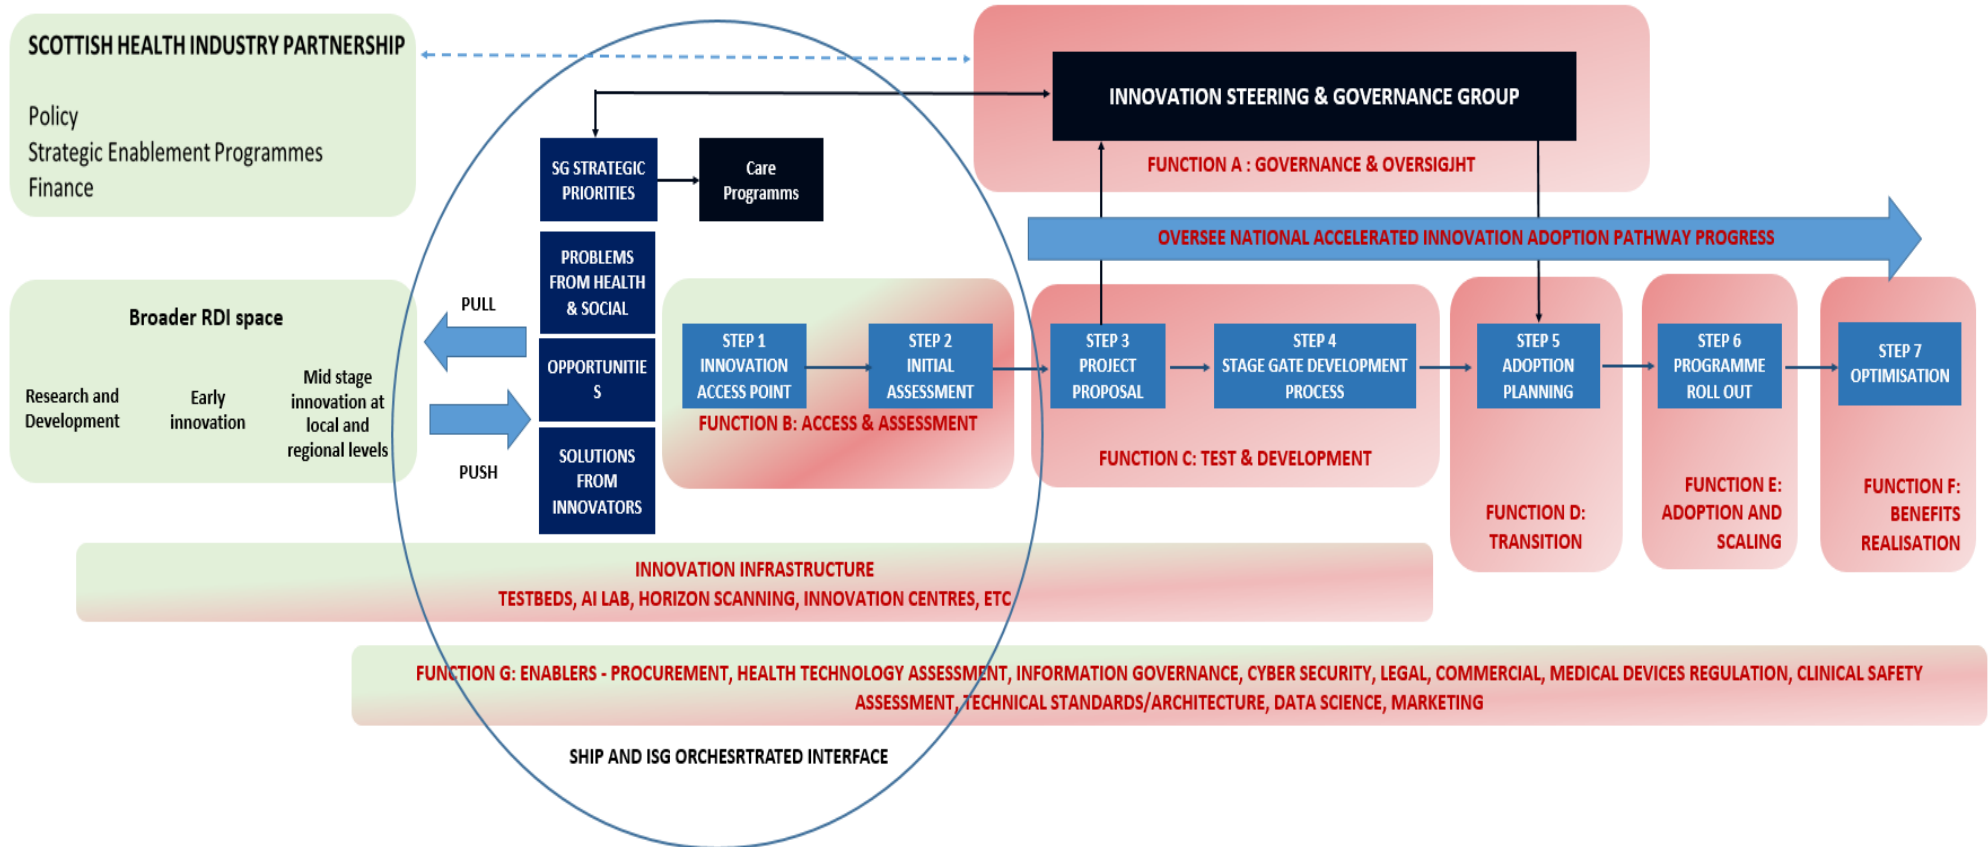 SCOTTISH HEALTH INDUSTRY PARTNERSHIP
Policy
Strategic Enablement Programmes
Finance
INNOVATION STEERING & GOVERNANCE GROUP
FUNCTION A : GOVERNANCE & OVERSIGJHT
SG STRATEGIC
PRIORITIES
Care
Programms
OVERSEE NATIONAL ACCELERATED INNOVATION ADOPTION PATHWAY PROGRESS
PROBLEMS
FROM HEALTH
& SOCIAL
OPPORTUNITIE
S
SOLUTIONS
FROM
INNOVATORS
Broader RDI space
Research and
Development
Early
innovation
Mid stage
innovation at
local and
regional levels
PULL
PUSH
STEP 1
INNOVATION
ACCESS POINT
STEP 2
INITIAL
ASSESSMENT
FUNCTION B: ACCESS & ASSESSMENT
STEP 3
PROJECT
PROPOSAL
STEP 4
STAGE GATE DEVELOPMENT
PROCESS
FUNCTION C: TEST & DEVELOPMENT
STEP 5
ADOPTION
PLANNING
FUNCTION D:
TRANSITION
STEP 6
PROGRAMME
ROLL OUT
FUNCTION E:
ADOPTION AND
SCALING
STEP 7
OPTIMISATION
FUNCTION F:
BENEFITS
REALISATION
INNOVATION INFRASTRUCTURE
TESTBEDS, AI LAB, HORIZON SCANNING, INNOVATION CENTRES, ETC
FUNCTION G: ENABLERS - PROCUREMENT, HEALTH TECHNOLOGY ASSESSMENT, INFORMATION GOVERNANCE, CYBER SECURITY, LEGAL, COMMERCIAL, MEDICAL DEVICES REGULATION, CLINICAL SAFETY
ASSESSMENT, TECHNICAL STANDARDS/ARCHITECTURE, DATA SCIENCE, MARKETING
SHIP AND ISG ORCHESRTRATED INTERFACE